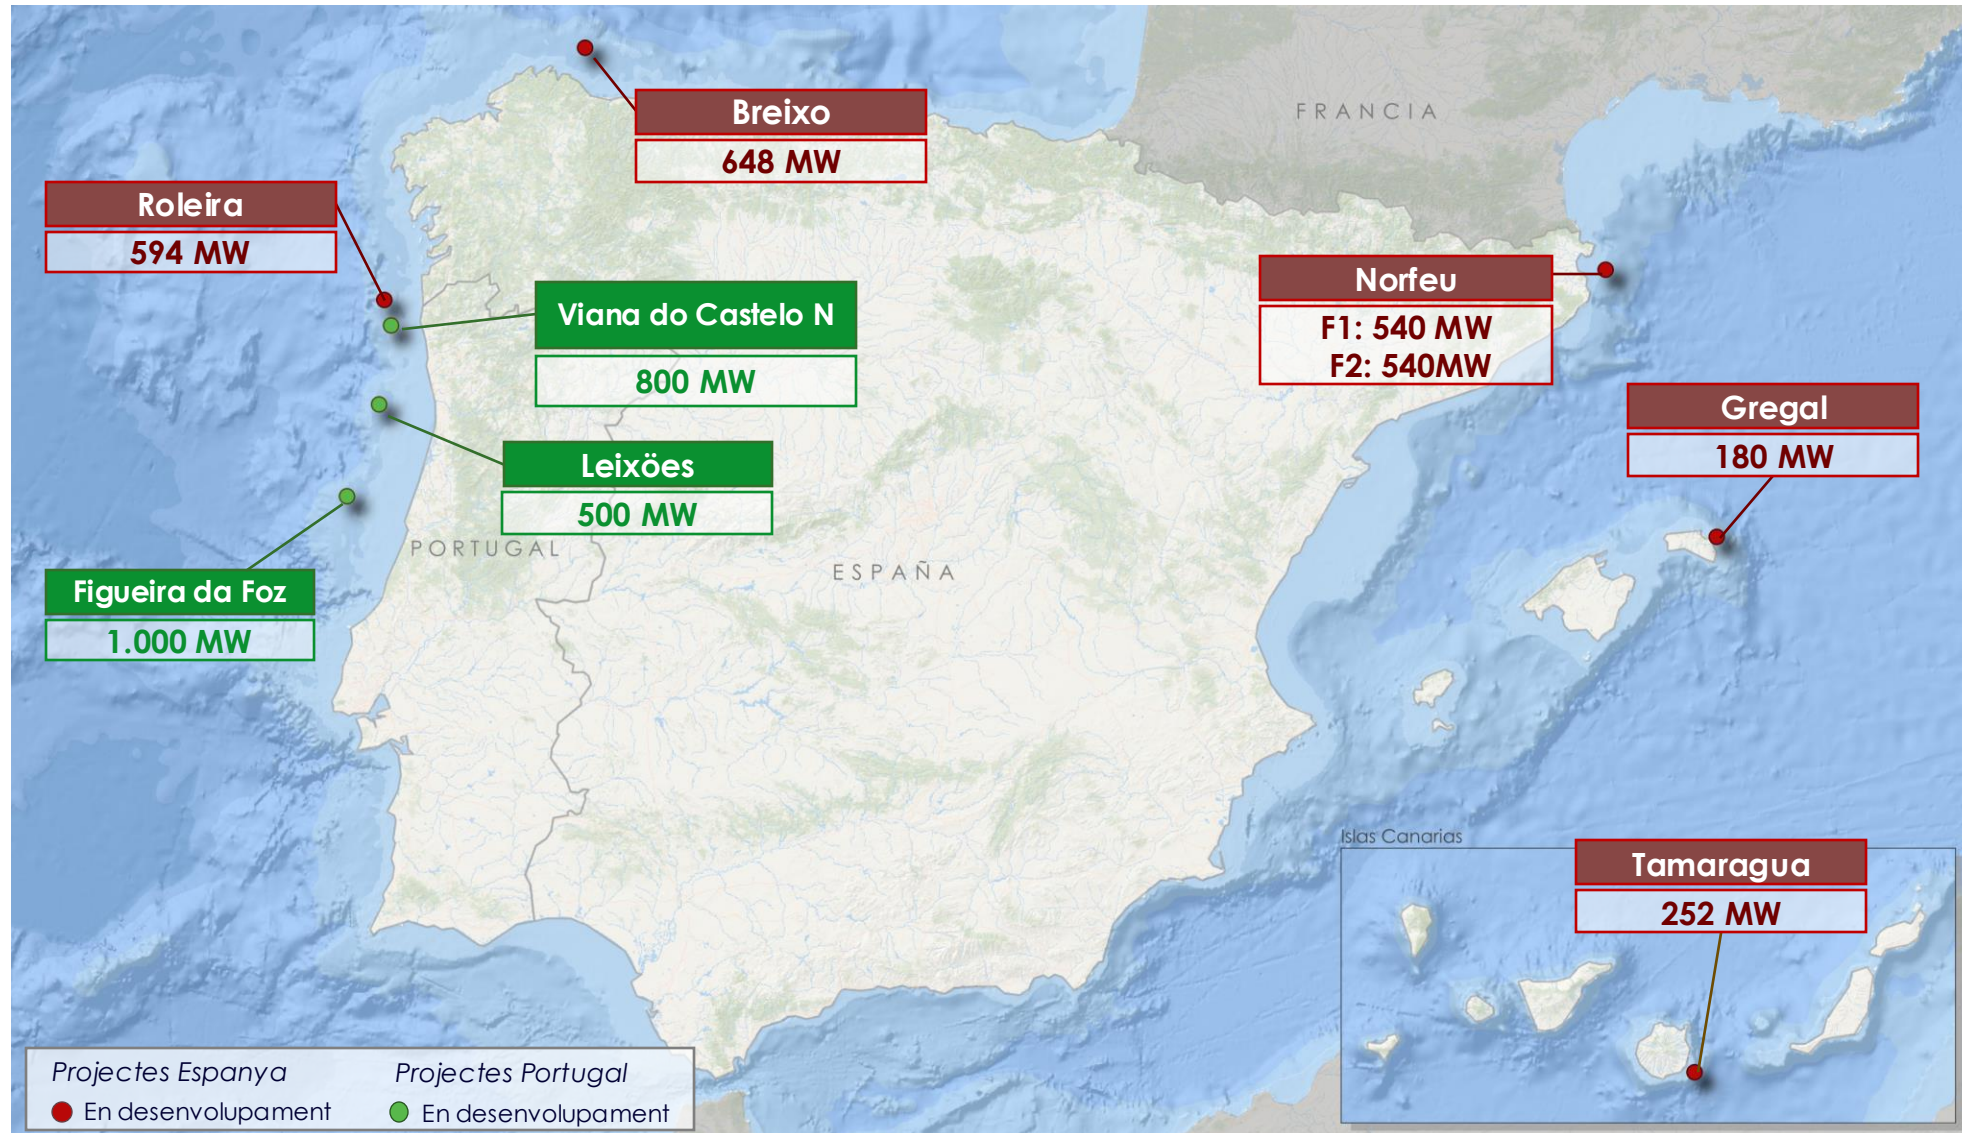 FRANCIA
Breixo
648 MW
Roleira
594 MW
Norfeu
F1: 540 MW
F2: 540MW
Viana do Castelo N
800 MW
Gregal
180 MW
Leixöes
500 MW
PORTUGAL
ESPAÑA
Figueira da Foz
1.000 MW
Islas Canarias
Tamaragua
252 MW
Projectes Espanya
En desenvolupament
Projectes Portugal
En desenvolupament